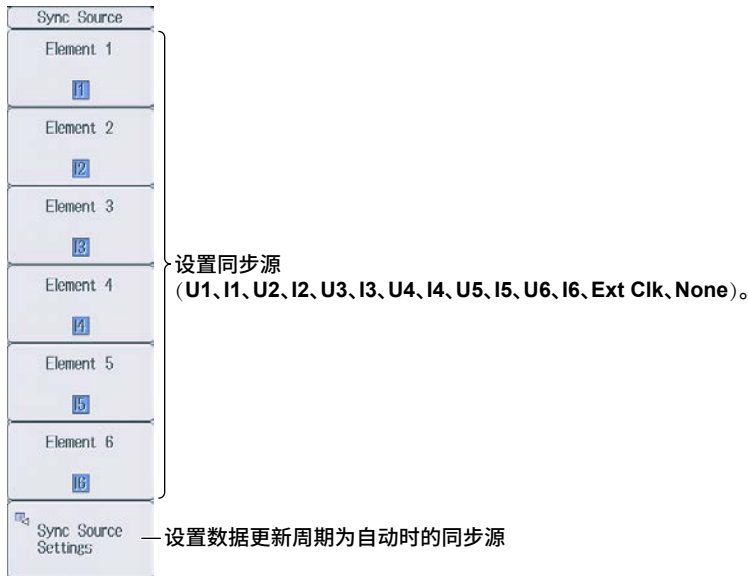 Sync Source
Element 1
I1
Element 2
I2
Element 3
I3
Element 4
I4
Element 5
I5
Element 6
I6
设置同步源
（U1、I1、U2、I2、U3、I3、U4、I4、U5、I5、U6、I6、Ext Clk、None）。
Sync Source
Settings
设置数据更新周期为自动时的同步源